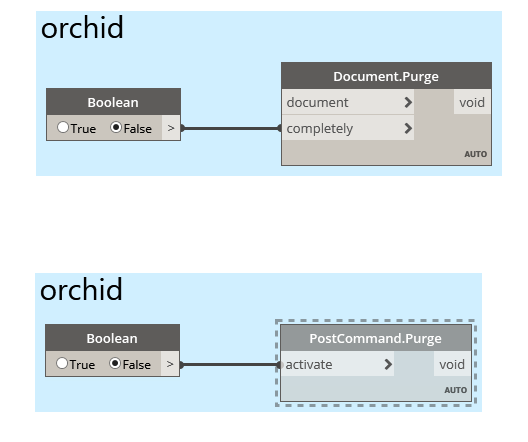 orchid
Document.Purge
Boolean
document > void
True False > completely >
AUTO
orchid
Boolean PostCommand.Purge
True False > activate > void
AUTO